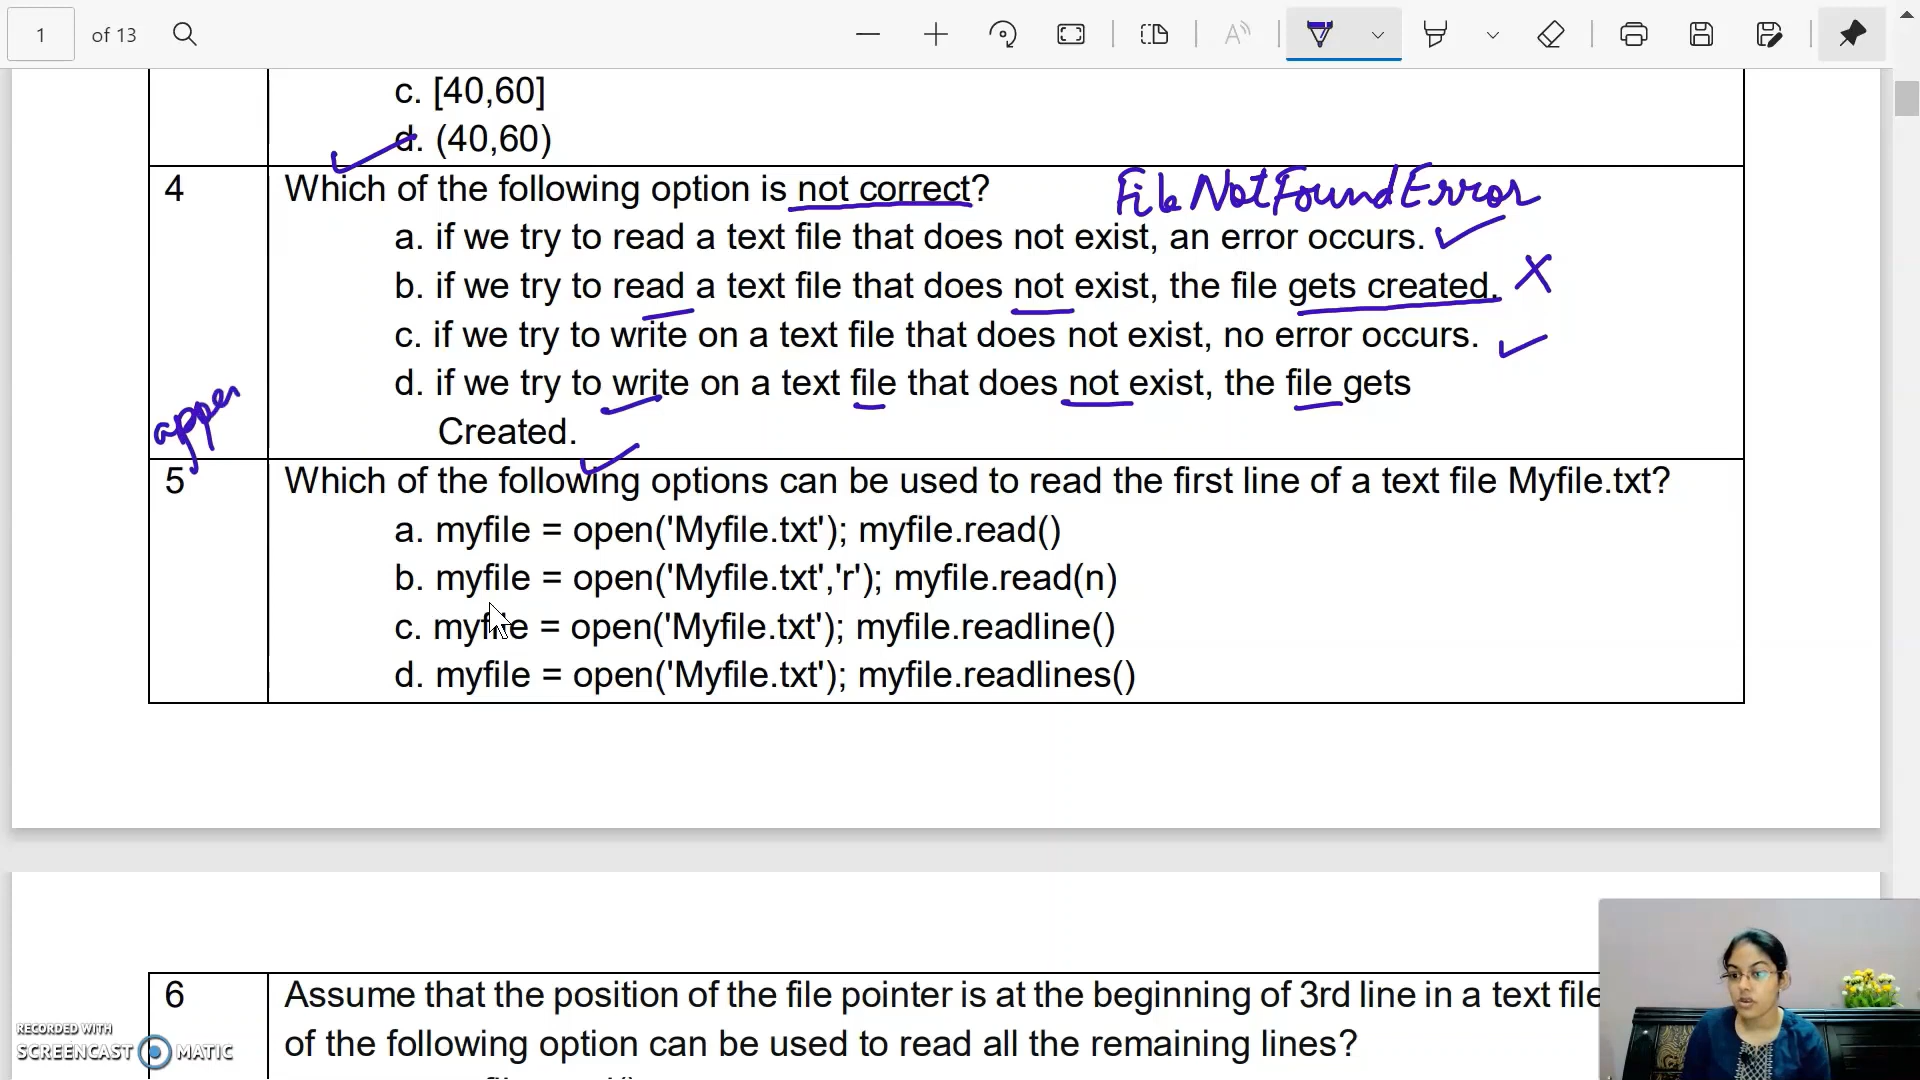 1 of 13
c. [40,60]
d. (40,60)
4 Which of the following option is not correct? FileNotFoundError
a. if we try to read a text file that does not exist, an error occurs.
b. if we try to read a text file that does not exist, the file gets created. X
c. if we try to write on a text file that does not exist, no error occurs.
d. if we try to write on a text file that does not exist, the file gets
Created.
5 Which of the following options can be used to read the first line of a text file Myfile.txt?
a. myfile = open('Myfile.txt'); myfile.read()
b. myfile = open('Myfile.txt','r'); myfile.read(n)
c. myfile = open('Myfile.txt'); myfile.readline()
d. myfile = open('Myfile.txt'); myfile.readlines()
6 Assume that the position of the file pointer is at the beginning of 3rd line in a text file
of the following option can be used to read all the remaining lines?
RECORDED WITH
SCREENCAST MATIC